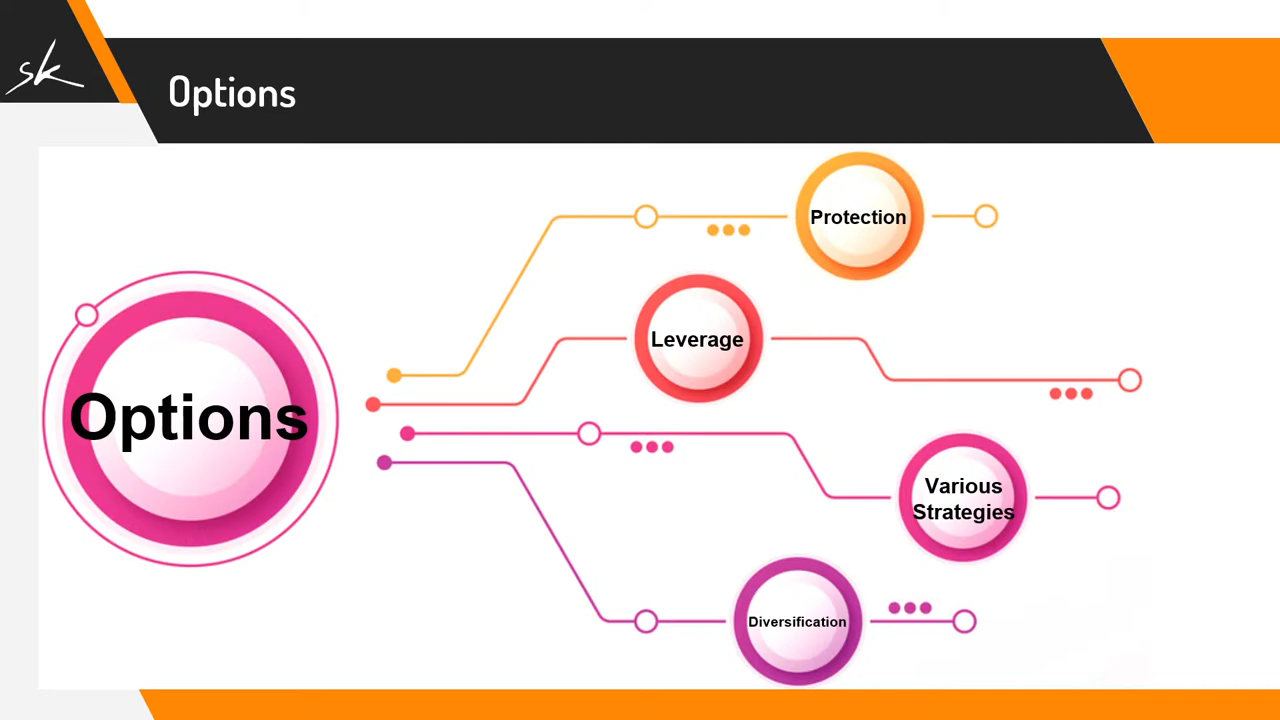 sk
Options
Protection
Leverage
Options
Various
Strategies
Diversification